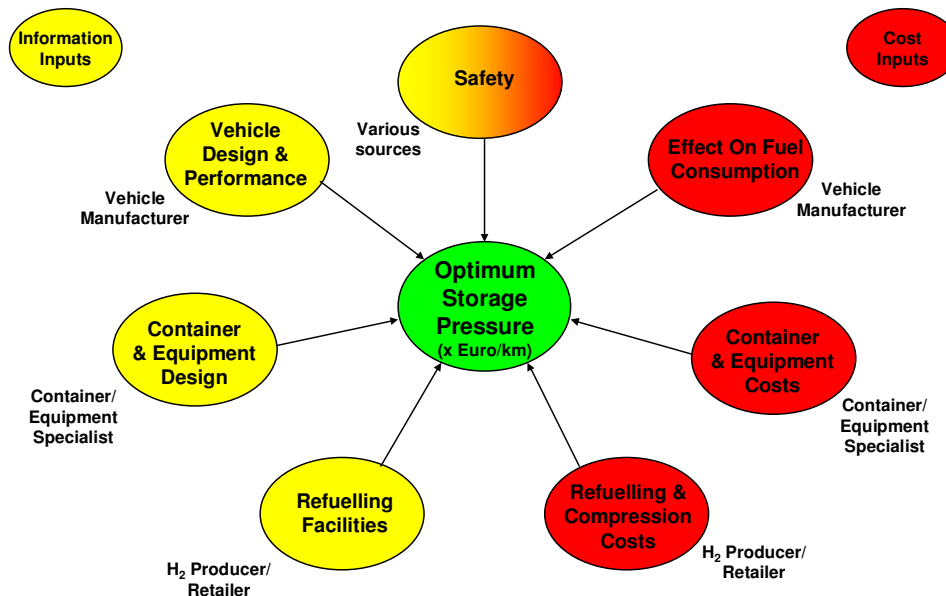 Information
Inputs
Safety
Cost
Inputs
Various
sources
Vehicle
Design &
Performance
Vehicle
Manufacturer
Effect On Fuel
Consumption
Vehicle
Manufacturer
Optimum
Storage
Pressure
(x Euro/km)
Container
& Equipment
Design
Container/
Equipment
Specialist
Container
& Equipment
Costs
Container/
Equipment
Specialist
Refuelling
Facilities
H₂ Producer/
Retailer
Refuelling &
Compression
Costs
H₂ Producer/
Retailer